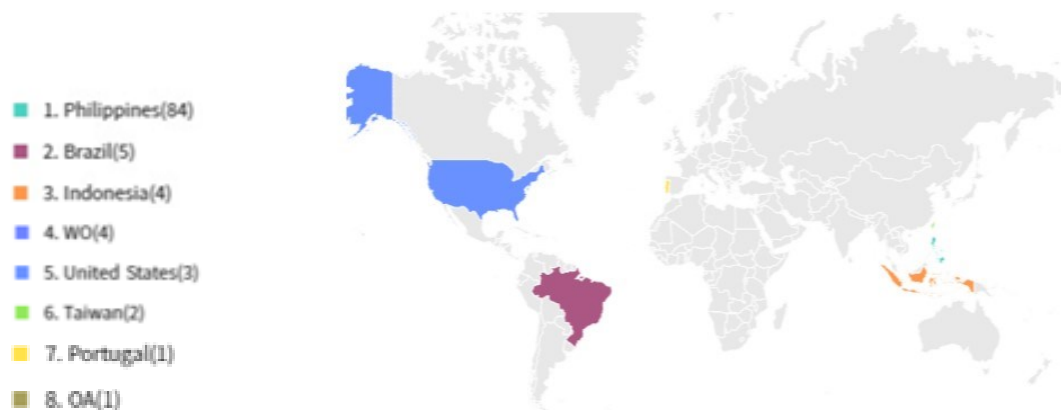 1. Philippines(84)
2. Brazil(5)
3. Indonesia(4)
4. WO(4)
5. United States(3)
6. Taiwan(2)
7. Portugal(1)
8. OA(1)